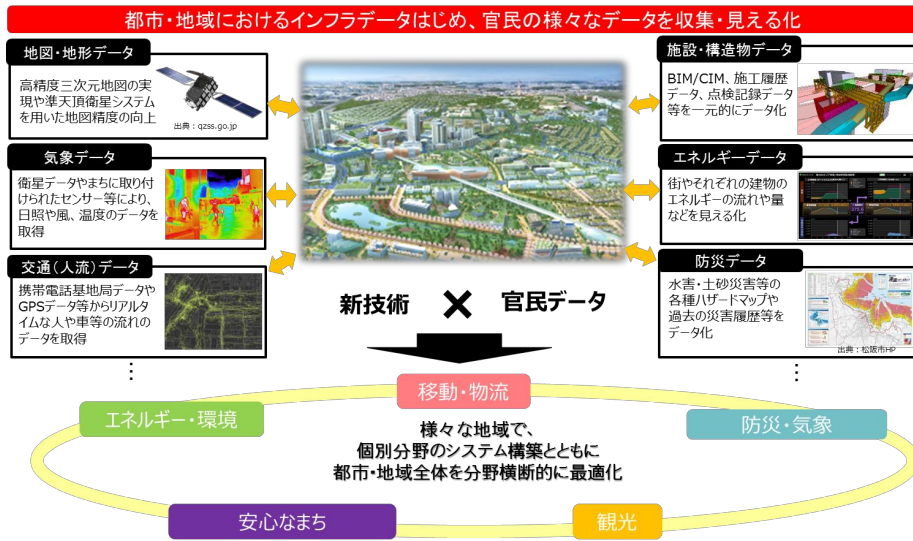 都市・地域におけるインフラデータはじめ、官民の様々なデータを収集・見える化
地図・地形データ
高精度三次元地図の実
現や準天頂衛星システム
を用いた地図精度の向上
出典：qzss.go.jp
気象データ
衛星データやまちに取り付
けられたセンサー等により、
日照や風、温度のデータを
取得
交通(人流)データ
携帯電話基地局データや
GPSデータ等からリアルタ
イムな人や車等の流れの
データを取得
⋮
施設・構造物データ
BIM/CIM、施工履歴
データ、点検記録データ
等を一元的にデータ化
エネルギーデータ
街やそれぞれの建物の
エネルギーの流れや量
などを見える化
防災データ
水害・土砂災害等の
各種ハザードマップや
過去の災害履歴等を
データ化
出典：松阪市HP
⋮
新技術 × 官民データ
移動・物流
エネルギー・環境
防災・気象
様々な地域で、
個別分野のシステム構築とともに
都市・地域全体を分野横断的に最適化
安心なまち
観光